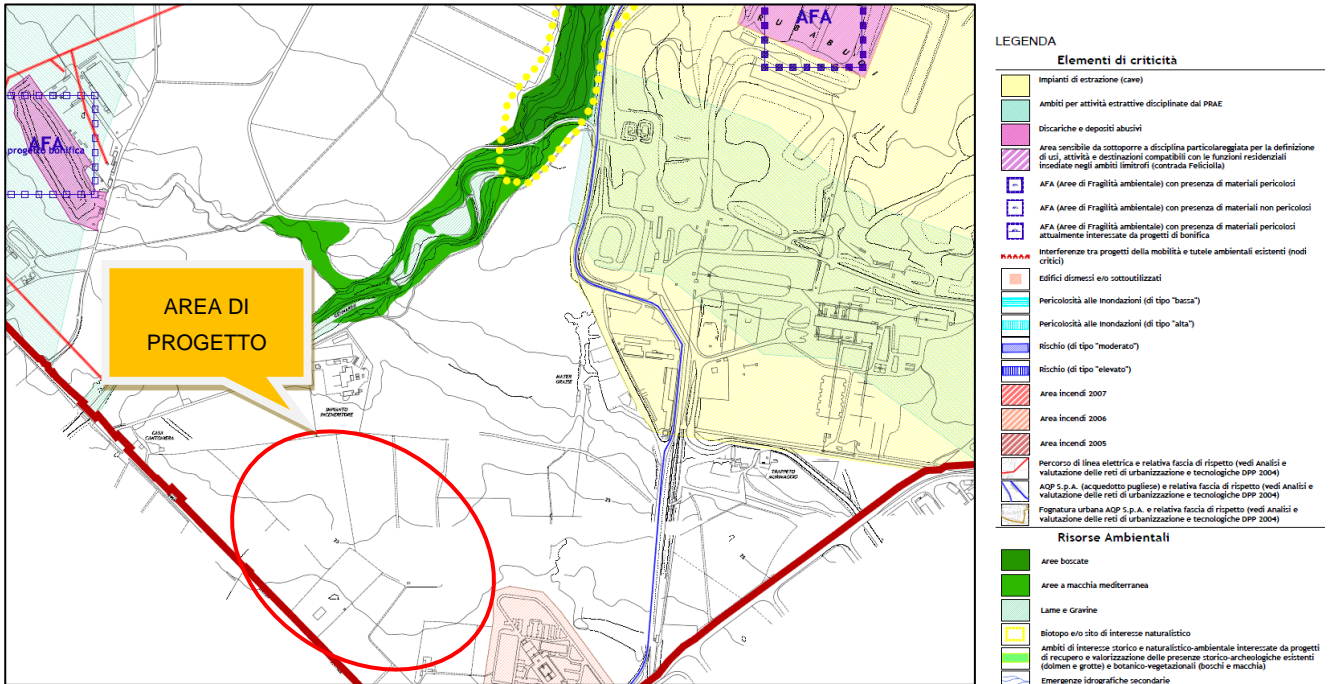 AFA
RUBABUI
AFA
progetto bonifica
AREA DI
PROGETTO
MATER
GRAZIE
IMPIANTO
INCENERITORE
CASA
CANTONIERA
TRAPPETO
MURIMAGGIO
25
25
25
LEGENDA
Elementi di criticità
Impianti di estrazione (cave)
Ambiti per attività estrattive disciplinate dal PRAE
Discariche e depositi abusivi
Area sensibile da sottoporre a disciplina particolareggiata per la definizione
di usi, attività e destinazioni compatibili con le funzioni residenziali
insediate negli ambiti limitrofi (contrada Feliciolla)
AFA (Aree di Fragilità ambientale) con presenza di materiali pericolosi
AFA (Aree di Fragilità ambientale) con presenza di materiali non pericolosi
AFA (Aree di Fragilità ambientale) con presenza di materiali pericolosi
attualmente interessate da progetti di bonifica
Interferenze tra progetti della mobilità e tutele ambientali esistenti (nodi
critici)
Edifici dismessi e/o sottoutilizzati
Pericolosità alle Inondazioni (di tipo "bassa")
Pericolosità alle Inondazioni (di tipo "alta")
Rischio (di tipo "moderato")
Rischio (di tipo "elevato")
Area incendi 2007
Area incendi 2006
Area incendi 2005
Percorso di linea elettrica e relativa fascia di rispetto (vedi Analisi e
valutazione delle reti di urbanizzazione e tecnologiche DPP 2004)
AQP S.p.A. (acquedotto pugliese) e relativa fascia di rispetto (vedi Analisi e
valutazione delle reti di urbanizzazione e tecnologiche DPP 2004)
Fognatura urbana AQP S.p.A. e relativa fascia di rispetto (vedi Analisi e
valutazione delle reti di urbanizzazione e tecnologiche DPP 2004)
Risorse Ambientali
Aree boscate
Aree a macchia mediterranea
Lame e Gravine
Biotopo e/o sito di interesse naturalistico
Ambiti di interesse storico e naturalistico-ambientale interessate da progetti
di recupero e valorizzazione delle presenze storico-archeologiche esistenti
(dolmen e grotte) e botanico-vegetazionali (boschi e macchia)
Emergenze idrografiche secondarie